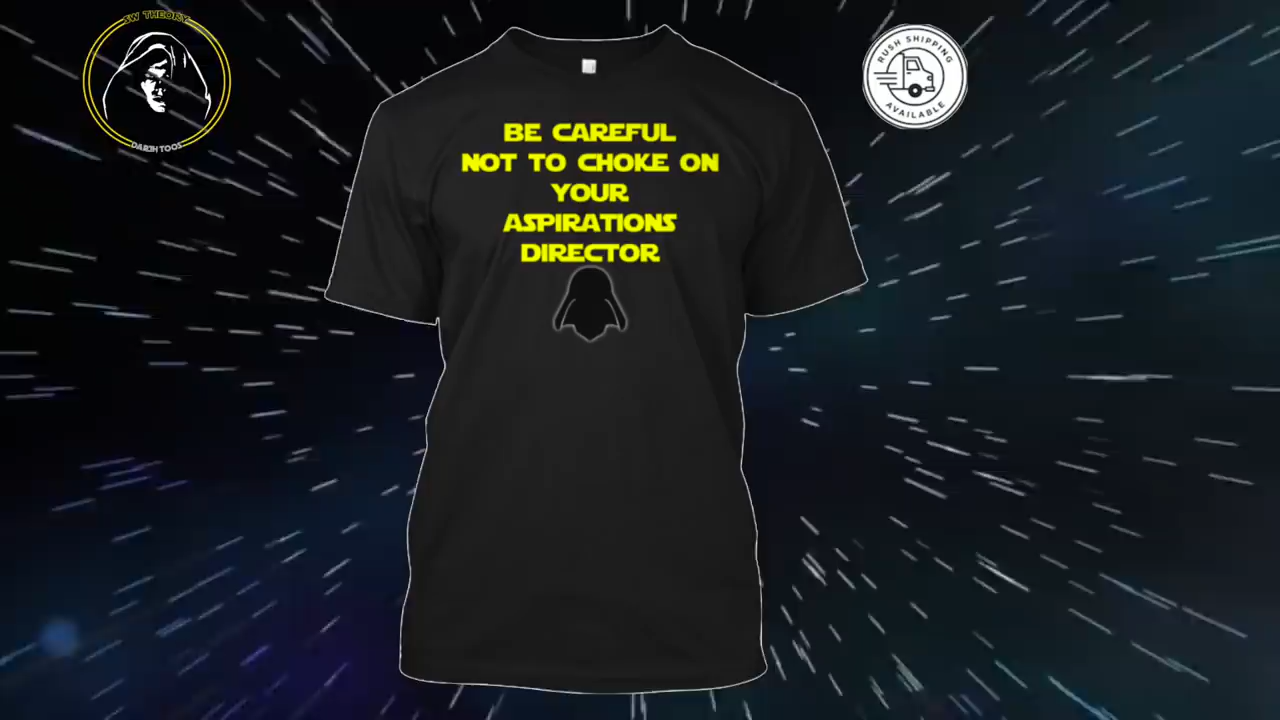 SW THEORY
DARTH TOOS
RUSH SHIPPING
AVAILABLE
BE CAREFUL
NOT TO CHOKE ON
YOUR
ASPIRATIONS
DIRECTOR